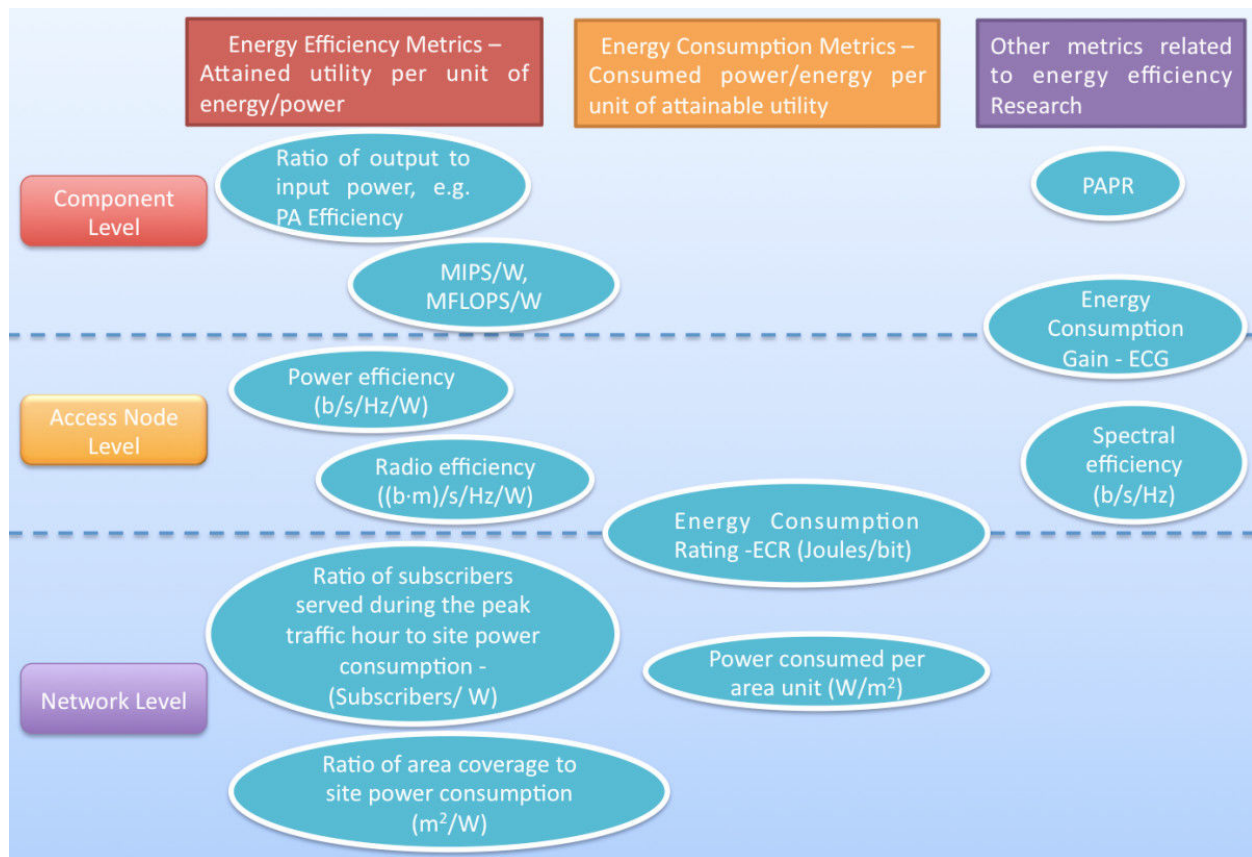 Energy Efficiency Metrics –
Attained utility per unit of
energy/power
Energy Consumption Metrics –
Consumed power/energy per
unit of attainable utility
Other metrics related
to energy efficiency
Research
Component
Level
Ratio of output to
input power, e.g.
PA Efficiency
PAPR
MIPS/W,
MFLOPS/W
Energy
Consumption
Gain - ECG
Access Node
Level
Power efficiency
(b/s/Hz/W)
Radio efficiency
((b·m)/s/Hz/W)
Spectral
efficiency
(b/s/Hz)
Energy Consumption
Rating -ECR (Joules/bit)
Network Level
Ratio of subscribers
served during the peak
traffic hour to site power
consumption -
(Subscribers/ W)
Power consumed per
area unit (W/m²)
Ratio of area coverage to
site power consumption
(m²/W)